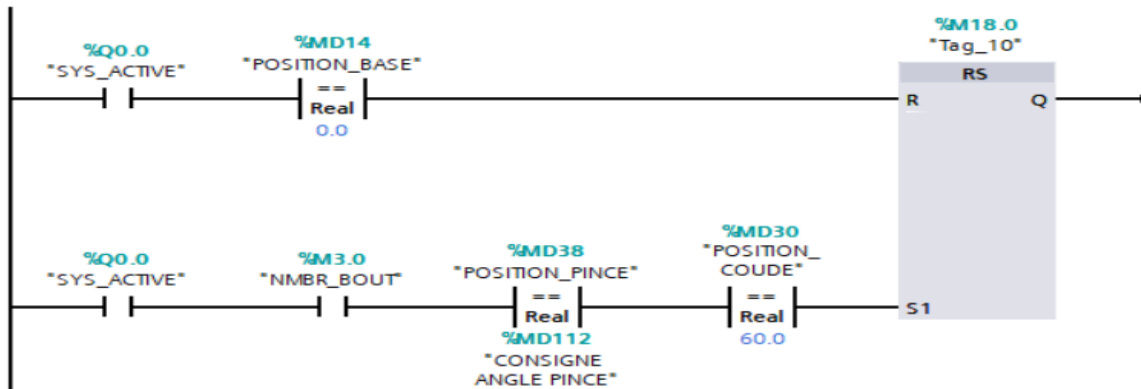 %M18.0
"Tag_10"
%Q0.0
"SYS_ACTIVE"
%MD14
"POSITION_BASE"
RS
==
Real
0.0
R
Q
%Q0.0
"SYS_ACTIVE"
%M3.0
"NMBR_BOUT"
%MD38
"POSITION_PINCE"
==
Real
%MD112
"CONSIGNE
ANGLE PINCE"
%MD30
"POSITION_
COUDE"
==
Real
60.0
S1